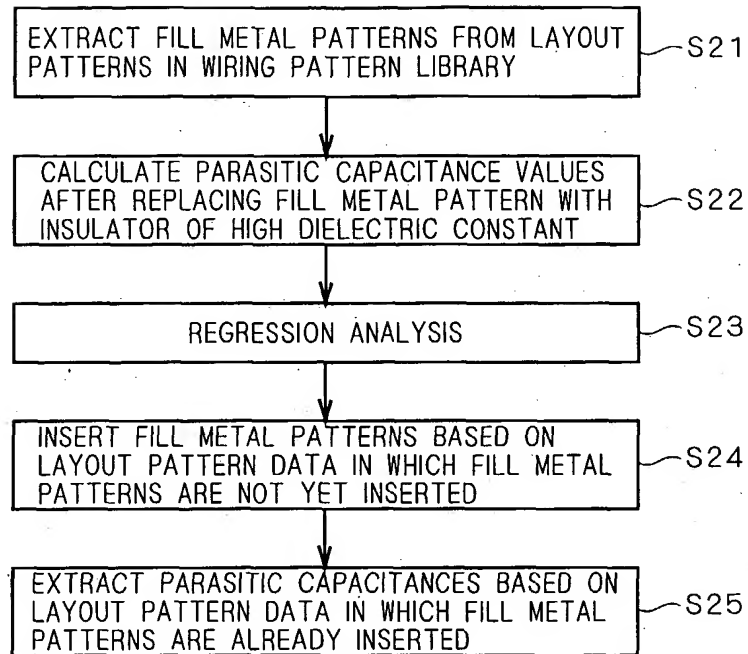 EXTRACT FILL METAL PATTERNS FROM LAYOUT
PATTERNS IN WIRING PATTERN LIBRARY
S21
CALCULATE PARASITIC CAPACITANCE VALUES
AFTER REPLACING FILL METAL PATTERN WITH
INSULATOR OF HIGH DIELECTRIC CONSTANT
S22
REGRESSION ANALYSIS
S23
INSERT FILL METAL PATTERNS BASED ON
LAYOUT PATTERN DATA IN WHICH FILL METAL
PATTERNS ARE NOT YET INSERTED
S24
EXTRACT PARASITIC CAPACITANCES BASED ON
LAYOUT PATTERN DATA IN WHICH FILL METAL
PATTERNS ARE ALREADY INSERTED
S25